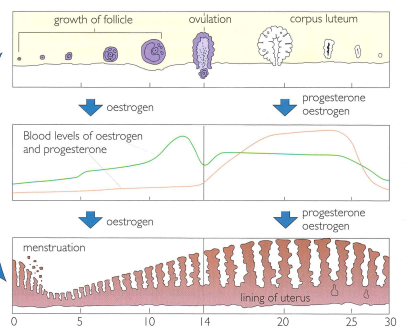 growth of follicle ovulation corpus luteum
oestrogen progesterone
oestrogen
Blood levels of oestrogen
and progesterone
oestrogen progesterone
oestrogen
menstruation
lining of uterus
0 5 10 14 20 25 30